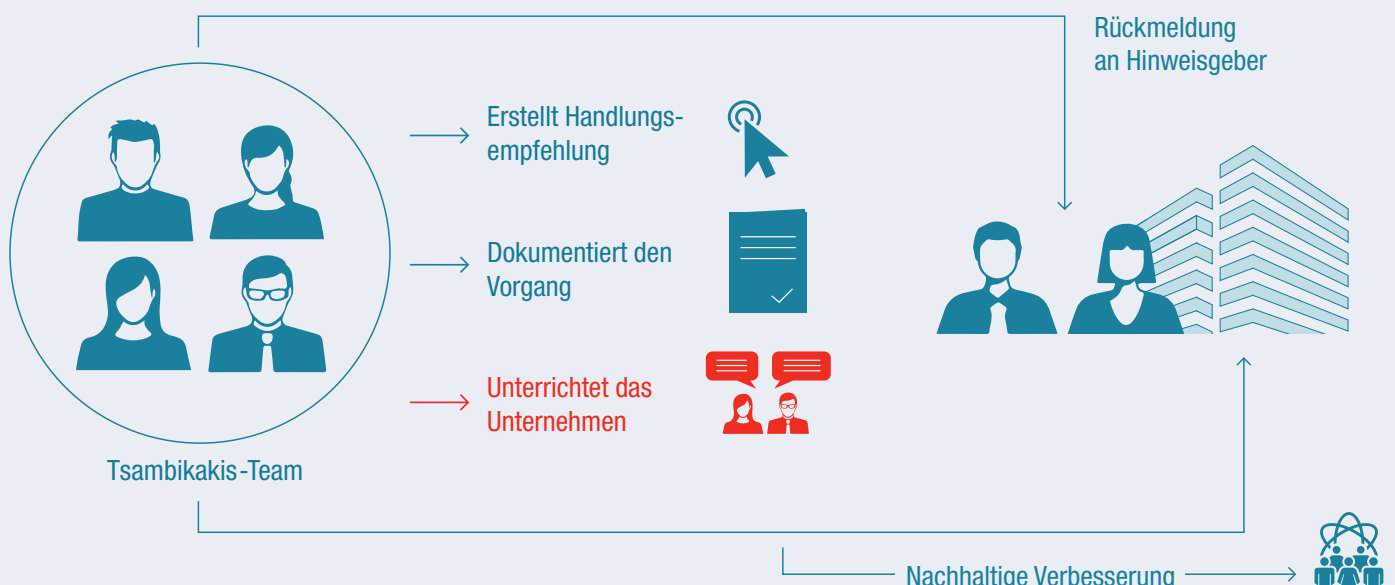 Rückmeldung
an Hinweisgeber
Erstellt Handlungs-
empfehlung
Dokumentiert den
Vorgang
Unterrichtet das
Unternehmen
Tsambikakis-Team
Nachhaltige Verbesserung